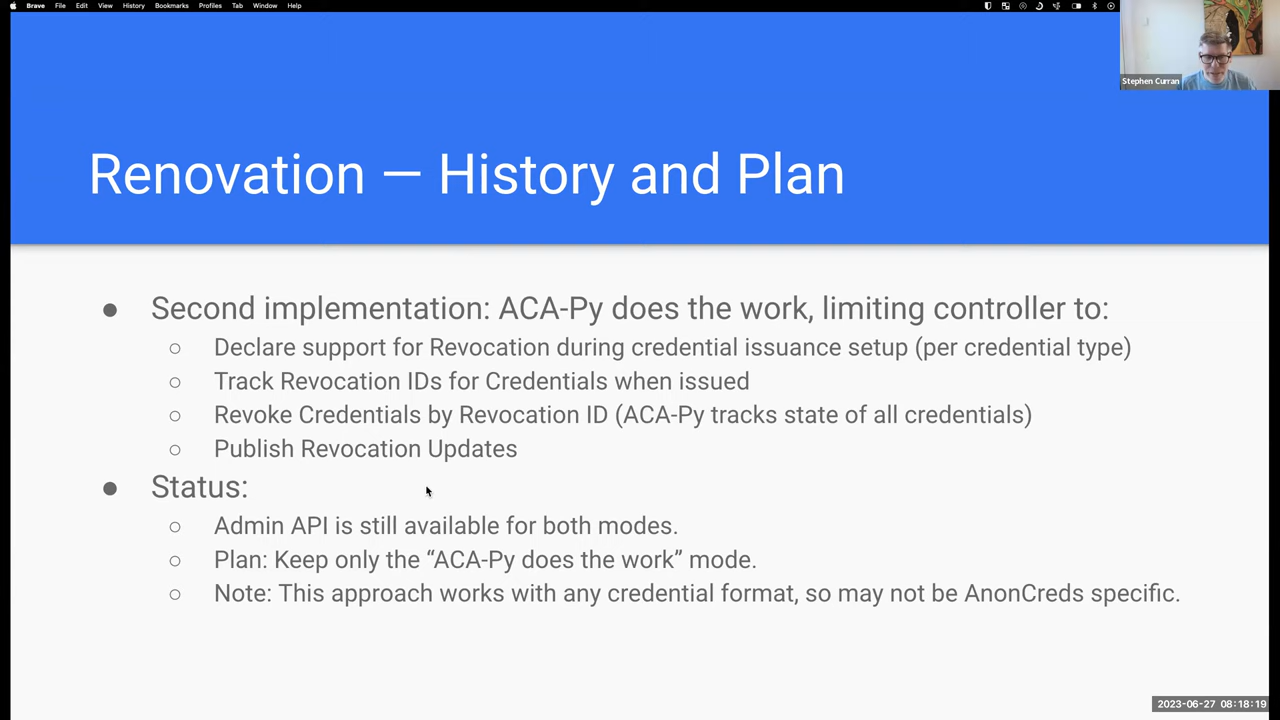 Brave File Edit View History Bookmarks Profiles Tab Window Help
Stephen Curran
Renovation — History and Plan
● Second implementation: ACA-Py does the work, limiting controller to:
○ Declare support for Revocation during credential issuance setup (per credential type)
○ Track Revocation IDs for Credentials when issued
○ Revoke Credentials by Revocation ID (ACA-Py tracks state of all credentials)
○ Publish Revocation Updates
● Status:
○ Admin API is still available for both modes.
○ Plan: Keep only the “ACA-Py does the work” mode.
○ Note: This approach works with any credential format, so may not be AnonCreds specific.
2023-06-27 08:18:19